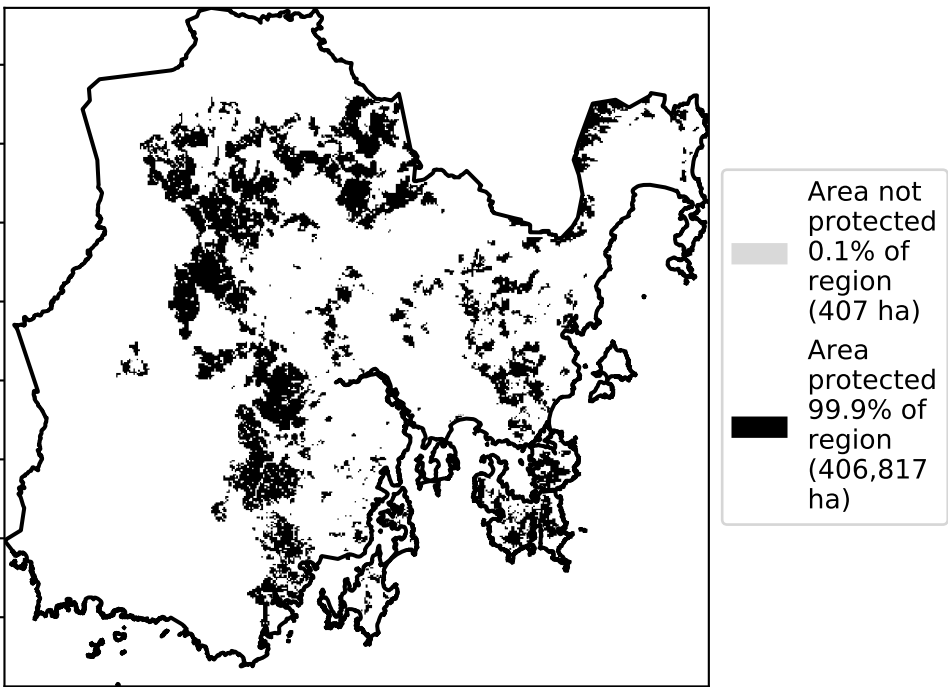 Area not
protected
0.1% of
region
(407 ha)
Area
protected
99.9% of
region
(406,817
ha)